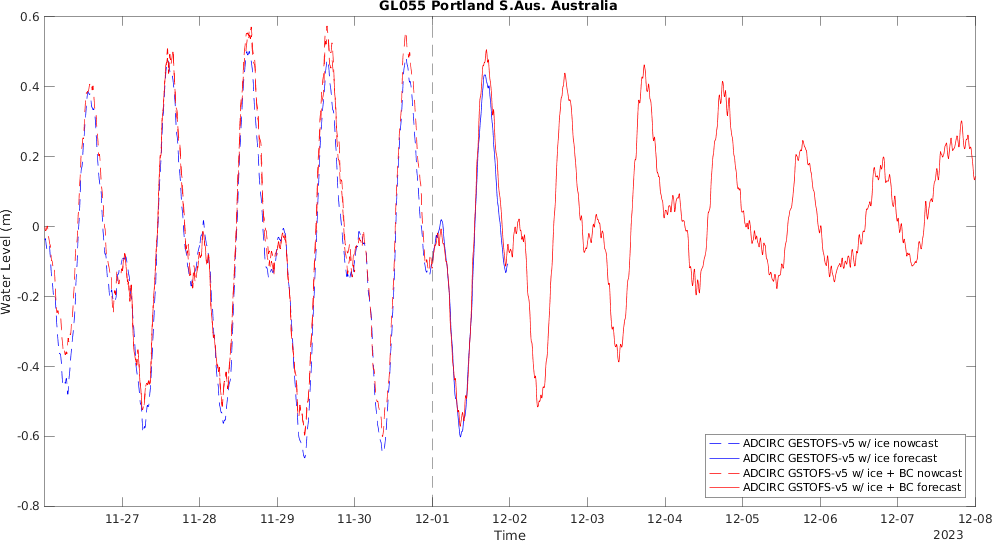 GL055 Portland S.Aus. Australia
Water Level (m)
0.6
0.4
0.2
0
-0.2
-0.4
-0.6
-0.8
ADCIRC GESTOFS-v5 w/ ice nowcast
ADCIRC GESTOFS-v5 w/ ice forecast
ADCIRC GSTOFS-v5 w/ ice + BC nowcast
ADCIRC GSTOFS-v5 w/ ice + BC forecast
11-27 11-28 11-29 11-30 12-01 12-02 12-03 12-04 12-05 12-06 12-07 12-08
Time
2023